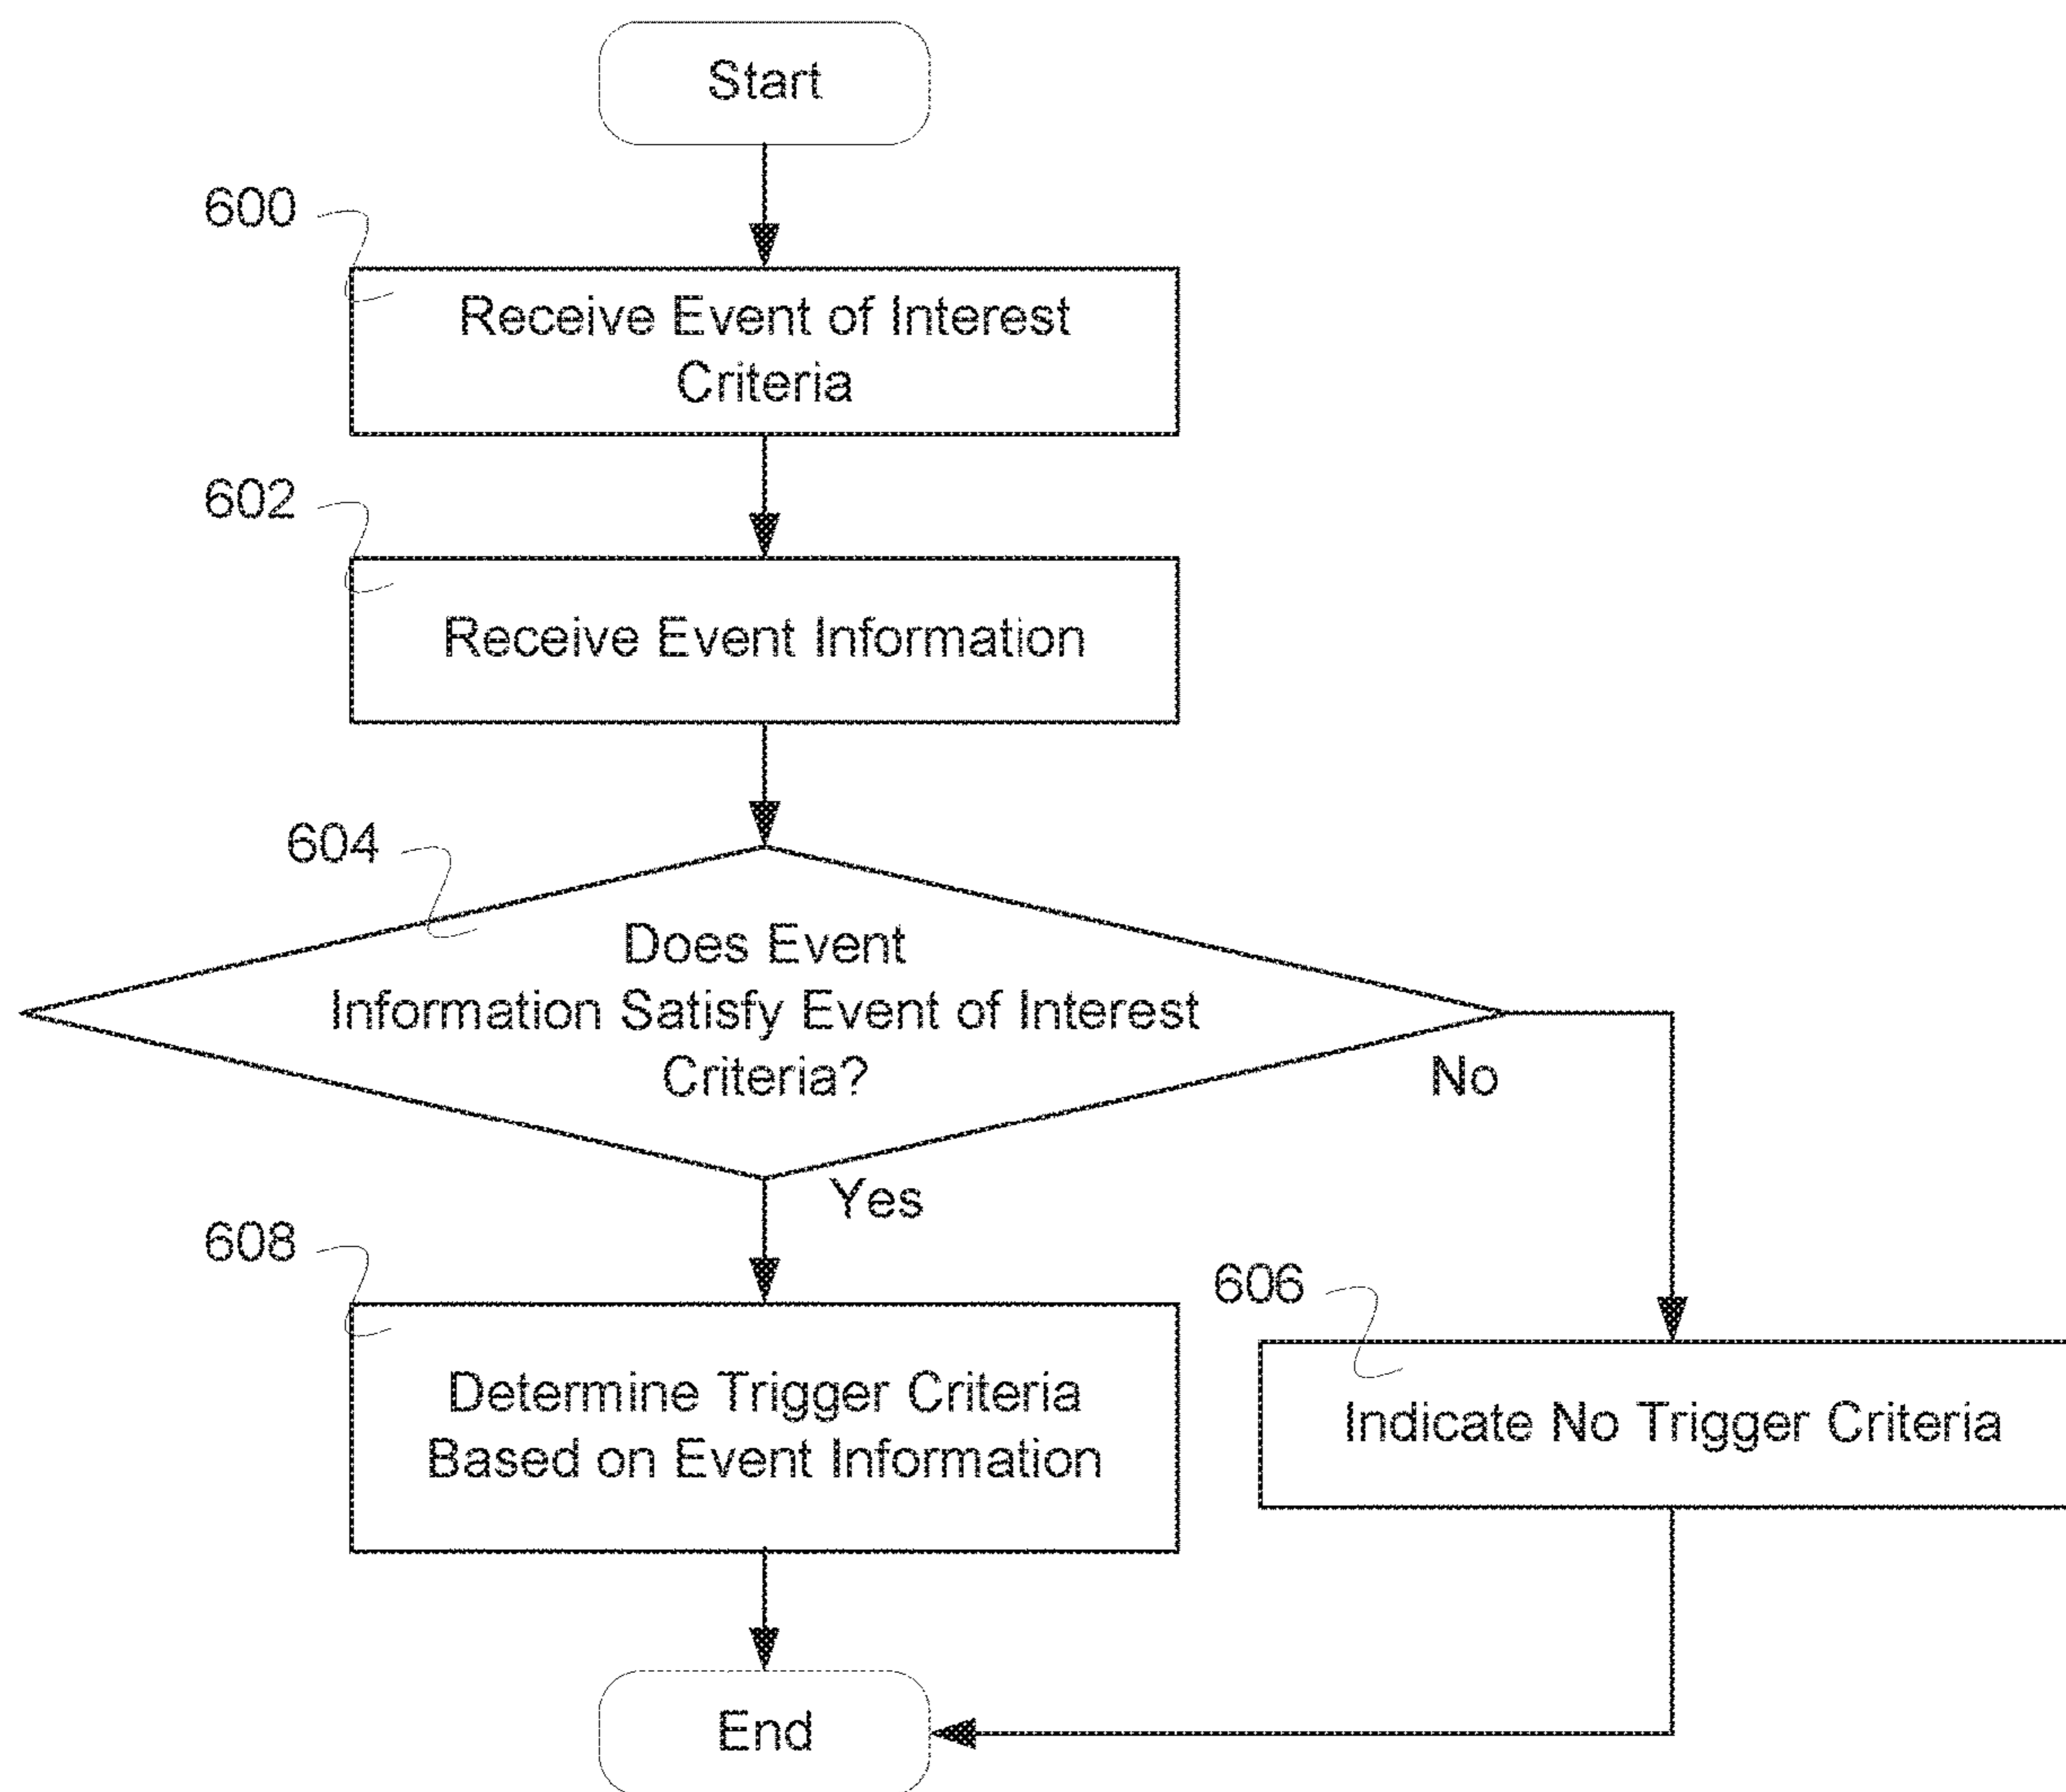 Start
600
Receive Event of Interest
Criteria
602
Receive Event Information
604
Does Event
Information Satisfy Event of Interest
Criteria?
No
Yes
608
Determine Trigger Criteria
Based on Event Information
606
Indicate No Trigger Criteria
End